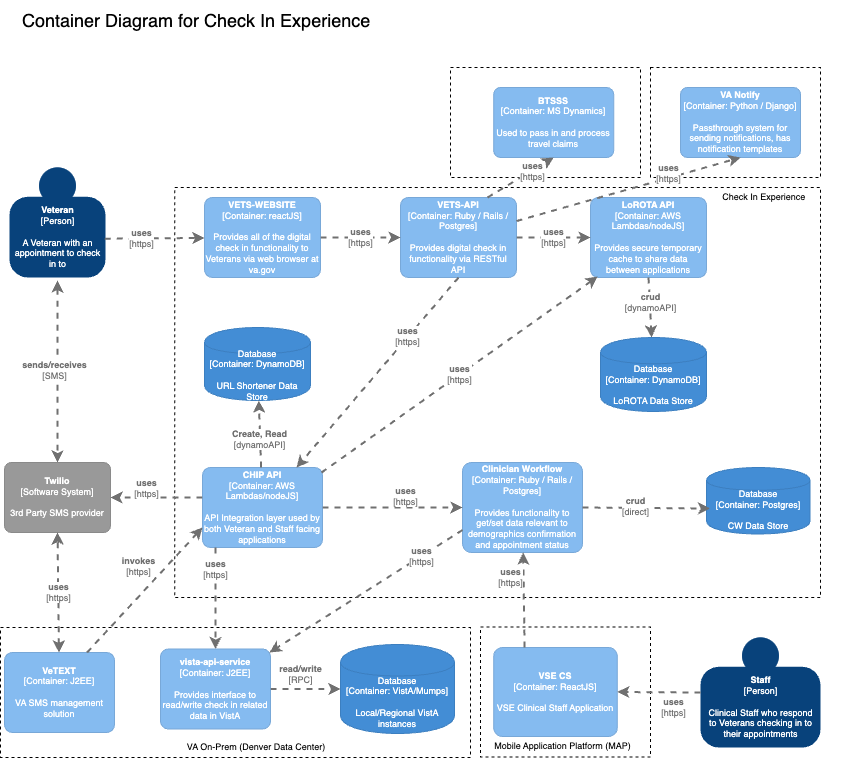 Container Diagram for Check In Experience
BTSSS
[Container: MS Dynamics]
Used to pass in and process
travel claims
VA Notify
[Container: Python / Django]
Passthrough system for
sending notifications, has
notification templates
uses
[https]
uses
[https]
Check In Experience
Veteran
[Person]
A Veteran with an
appointment to check
in to
uses
[https]
VETS-WEBSITE
[Container: reactJS]
Provides all of the digital
check in functionality to
Veterans via web browser at
va.gov
uses
[https]
VETS-API
[Container: Ruby / Rails /
Postgres]
Provides digital check in
functionality via RESTful
API
uses
[https]
LoROTA API
[Container: AWS
Lambdas/nodeJS]
Provides secure temporary
cache to share data
between applications
crud
[dynamoAPI]
uses
[https]
uses
[https]
sends/receives
[SMS]
Database
[Container: DynamoDB]
URL Shortener Data
Store
Database
[Container: DynamoDB]
LoROTA Data Store
Create, Read
[dynamoAPI]
Twilio
[Software System]
3rd Party SMS provider
uses
[https]
CHIP API
[Container: AWS
Lambdas/nodeJS]
API Integration layer used by
both Veteran and Staff facing
applications
uses
[https]
Clinician Workflow
[Container: Ruby / Rails /
Postgres]
Provides functionality to
get/set data relevant to
demographics confirmation
and appointment status
crud
[direct]
Database
[Container: Postgres]
CW Data Store
uses
[https]
invokes
[https]
uses
[https]
uses
[https]
uses
[https]
VeTEXT
[Container: J2EE]
VA SMS management
solution
vista-api-service
[Container: J2EE]
Provides interface to
read/write check in related
data in VistA
read/write
[RPC]
Database
[Container: VistA/Mumps]
Local/Regional VistA
instances
VA On-Prem (Denver Data Center)
VSE CS
[Container: ReactJS]
VSE Clinical Staff Application
Mobile Application Platform (MAP)
uses
[https]
Staff
[Person]
Clinical Staff who respond
to Veterans checking in to
their appointments